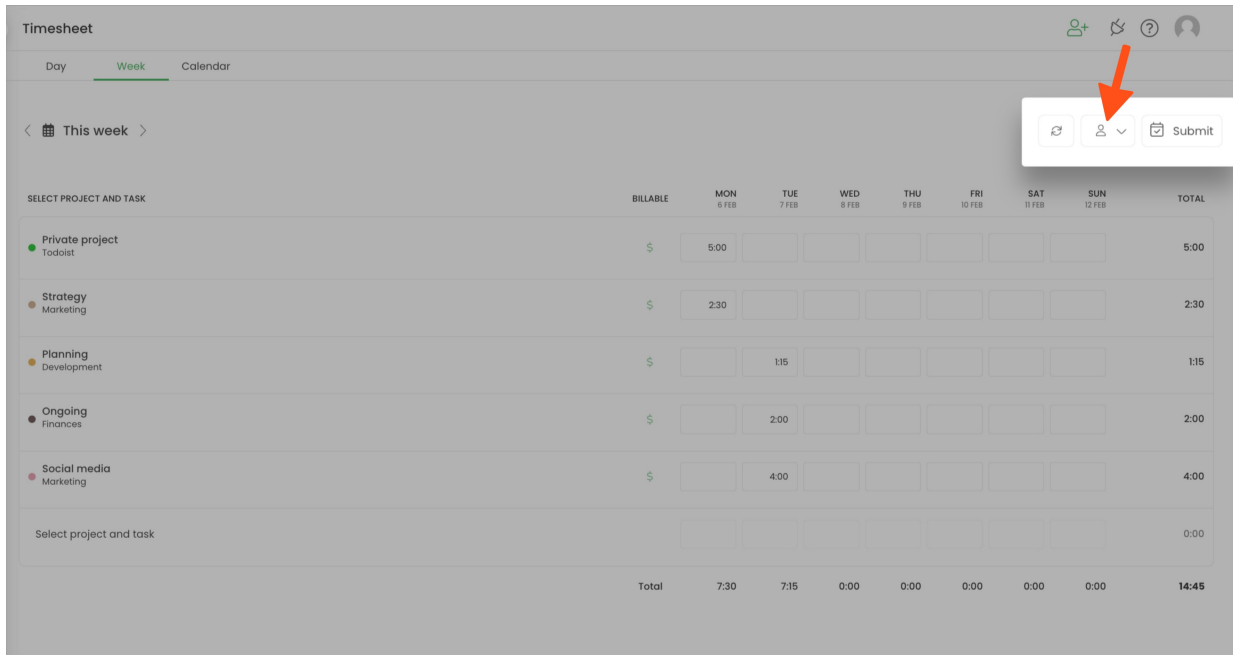 Timesheet
Day Week Calendar
This week
Submit
SELECT PROJECT AND TASK BILLABLE MON TUE WED THU FRI SAT SUN TOTAL
6 FEB 7 FEB 8 FEB 9 FEB 10 FEB 11 FEB 12 FEB
Private project
Todoist
$ 5:00 5:00
Strategy
Marketing
$ 2:30 2:30
Planning
Development
$ 1:15 1:15
Ongoing
Finances
$ 2:00 2:00
Social media
Marketing
$ 4:00 4:00
Select project and task 0:00
Total 7:30 7:15 0:00 0:00 0:00 0:00 0:00 14:45